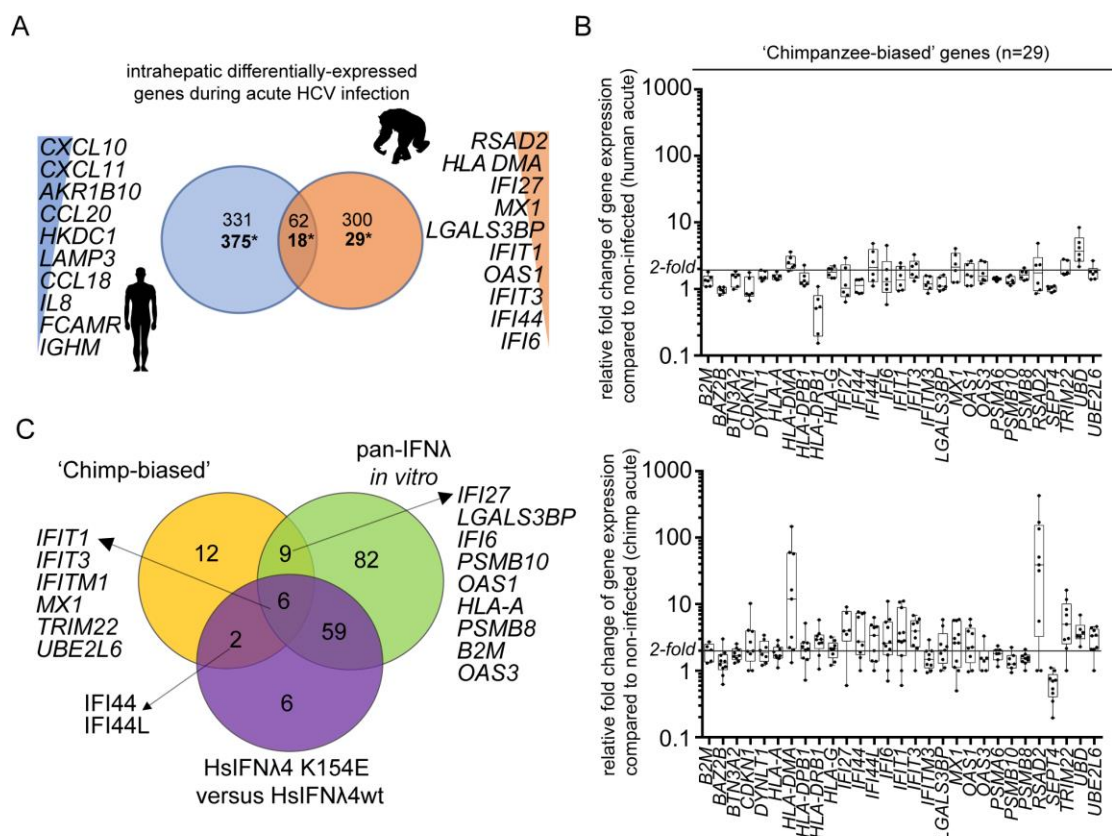 A
intrahepatic differentially-expressed
genes during acute HCV infection
CXCL10
CXCL11
AKR1B10
CCL20
HKDC1
LAMP3
CCL18
IL8
FCAMR
IGHM
331
375*
62
18*
300
29*
RSAD2
HLA DMA
IFI27
MX1
LGALS3BP
IFIT1
OAS1
IFIT3
IFI44
IFI6
B
'Chimpanzee-biased' genes (n=29)
relative fold change of gene expression
compared to non-infected (human acute)
1000
100
10
2-fold
1
0.1
B2M
BAZ2B
BTN3A2
CDKN1
DYNLT1
HLA-A
HLA-DMA
HLA-DPB1
HLA-DRB1
HLA-G
IFI27
IFI44
IFI44L
IFI6
IFIT1
IFIT3
IFITM3
LGALS3BP
MX1
OAS1
OAS3
PSMA6
PSMB10
PSMB8
RSAD2
SEPT4
TRIM22
UBD
UBE2L6
relative fold change of gene expression
compared to non-infected (chimp acute)
1000
100
10
2-fold
1
0.1
B2M
BAZ2B
BTN3A2
CDKN1
DYNLT1
HLA-A
HLA-DMA
HLA-DPB1
HLA-DRB1
HLA-G
IFI27
IFI44
IFI44L
IFI6
IFIT1
IFIT3
IFITM3
LGALS3BP
MX1
OAS1
OAS3
PSMA6
PSMB10
PSMB8
RSAD2
SEPT4
TRIM22
UBD
UBE2L6
C
'Chimp-biased'
pan-IFNλ
in vitro
12
9
82
6
2
59
6
IFIT1
IFIT3
IFITM1
MX1
TRIM22
UBE2L6
IFI44
IFI44L
IFI27
LGALS3BP
IFI6
PSMB10
OAS1
HLA-A
PSMB8
B2M
OAS3
HsIFNλ4 K154E
versus HsIFNλ4wt